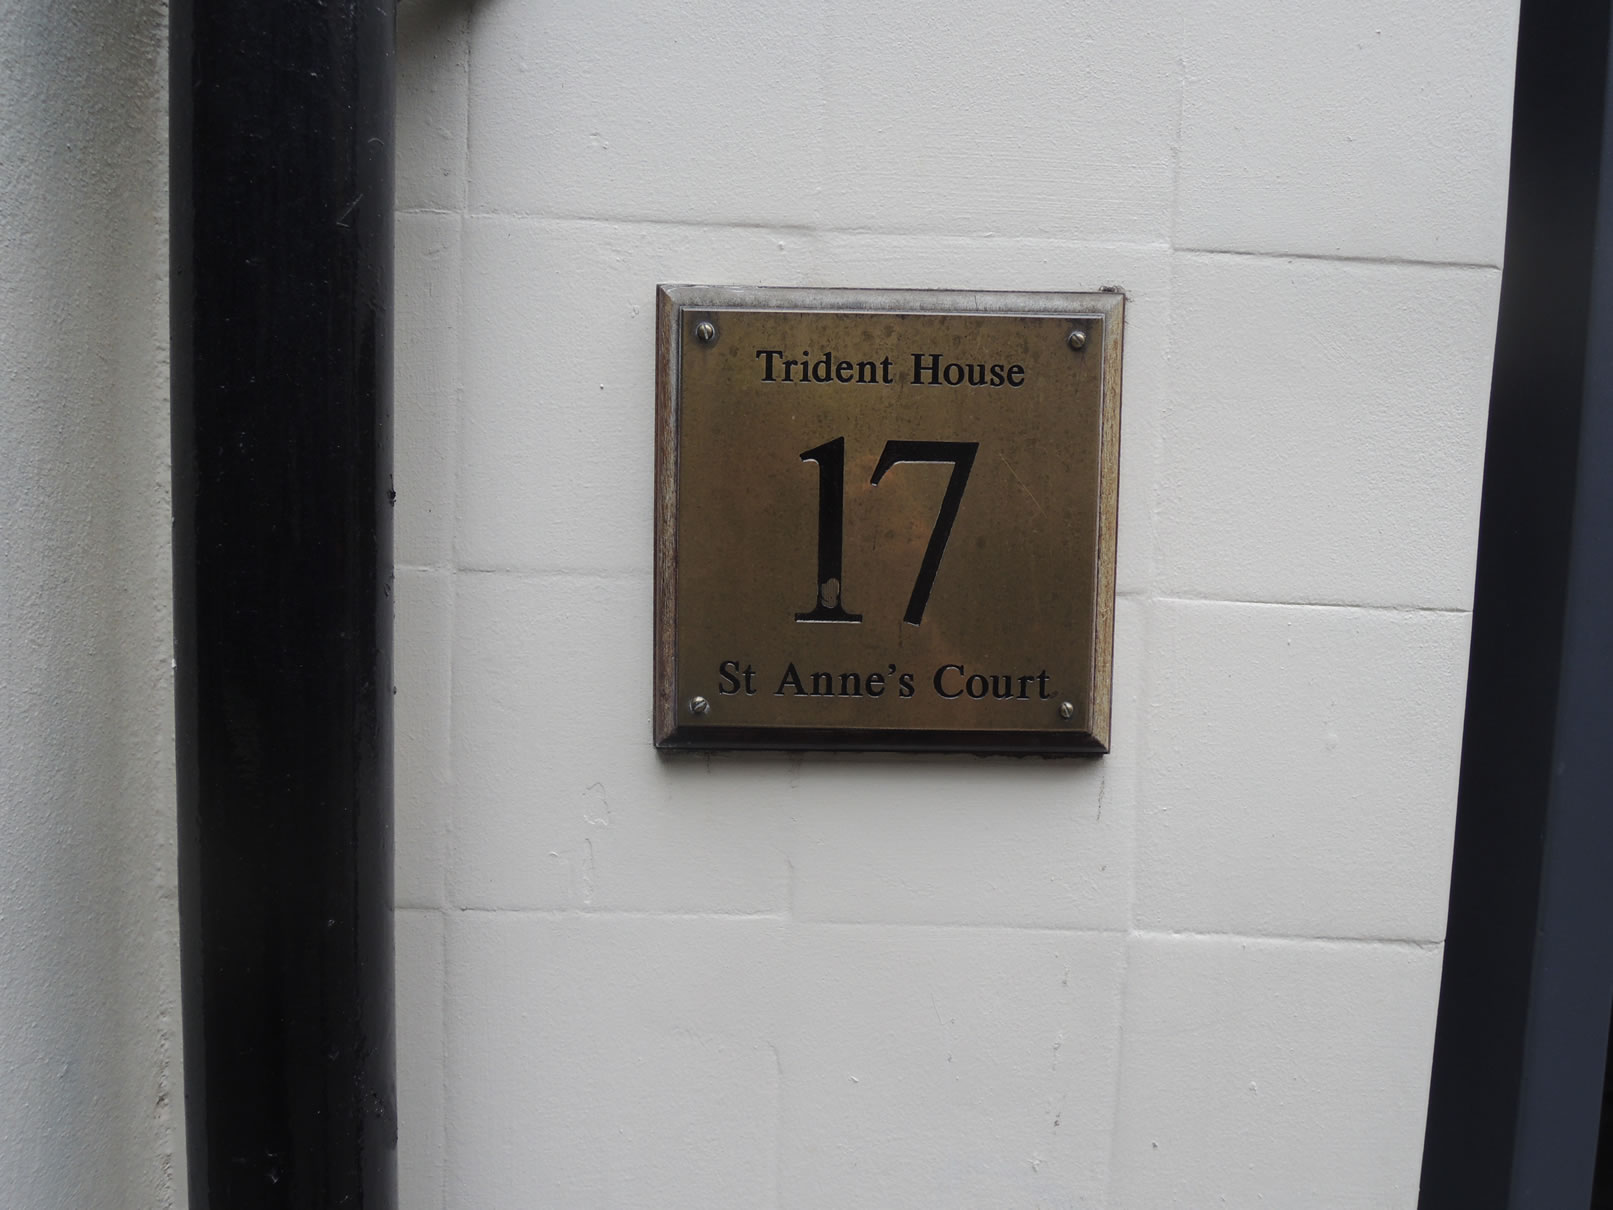 Trident House
17
St Anne's Court